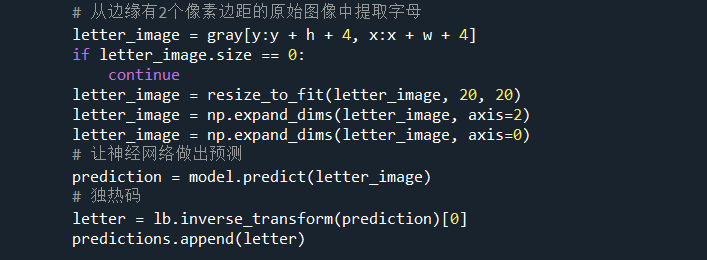 # 从边缘有2个像素边距的原始图像中提取字母
letter_image = gray[y:y + h + 4, x:x + w + 4]
if letter_image.size == 0:
    continue
letter_image = resize_to_fit(letter_image, 20, 20)
letter_image = np.expand_dims(letter_image, axis=2)
letter_image = np.expand_dims(letter_image, axis=0)
# 让神经网络做出预测
prediction = model.predict(letter_image)
# 独热码
letter = lb.inverse_transform(prediction)[0]
predictions.append(letter)